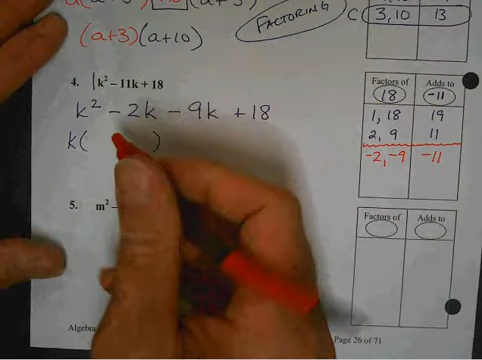 (a+3)
FACTORING
C 3, 10 13
(a+3)(a+10)
4. k² – 11k + 18
k² – 2k – 9k + 18
k( )
Factors of Adds to
18 -11
1, 18 19
2, 9 11
-2, -9 -11
5. m² –
Factors of Adds to
Algebra
Page 26 of 71